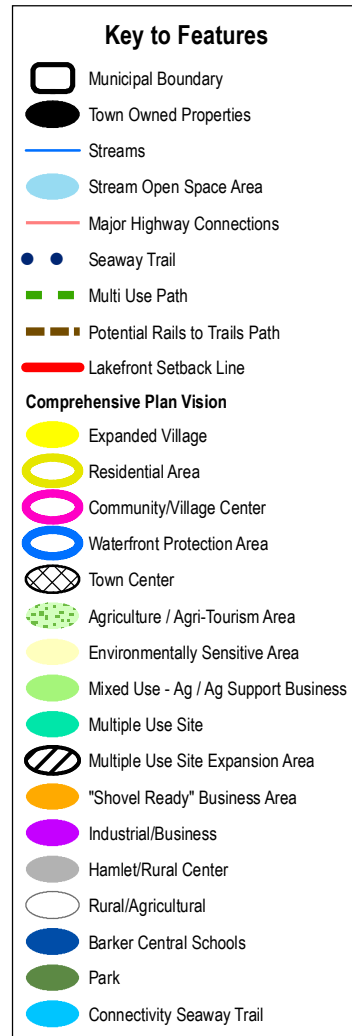 Key to Features
Municipal Boundary
Town Owned Properties
Streams
Stream Open Space Area
Major Highway Connections
Seaway Trail
Multi Use Path
Potential Rails to Trails Path
Lakefront Setback Line
Comprehensive Plan Vision
Expanded Village
Residential Area
Community/Village Center
Waterfront Protection Area
Town Center
Agriculture / Agri-Tourism Area
Environmentally Sensitive Area
Mixed Use - Ag / Ag Support Business
Multiple Use Site
Multiple Use Site Expansion Area
"Shovel Ready" Business Area
Industrial/Business
Hamlet/Rural Center
Rural/Agricultural
Barker Central Schools
Park
Connectivity Seaway Trail